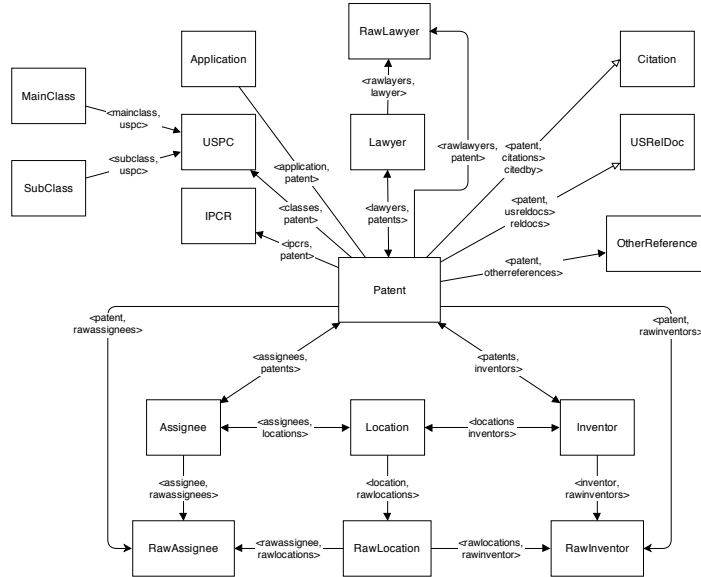 RawLawyer
Application
Citation
MainClass
<rawlayers,
lawyer>
<mainclass,
uspc>
USPC
Lawyer
<rawlawyers,
patent>
<patent,
citations>
citedby>
USRelDoc
<subclass,
uspc>
<application,
patent>
SubClass
<classes,
patent>
<lawyers,
patents>
<patent,
usreldocs>
reldocs>
IPCR
<ipcrs,
patent>
OtherReference
<patent,
otherreferences>
Patent
<patent,
rawassignees>
<patent,
rawinventors>
<assignees,
patents>
<patents,
inventors>
Assignee
<assignees,
locations>
Location
<locations
inventors>
Inventor
<assignee,
rawassignees>
<location,
rawlocations>
<inventor,
rawinventors>
RawAssignee
<rawassignee,
rawlocations>
RawLocation
<rawlocations,
rawinventor>
RawInventor